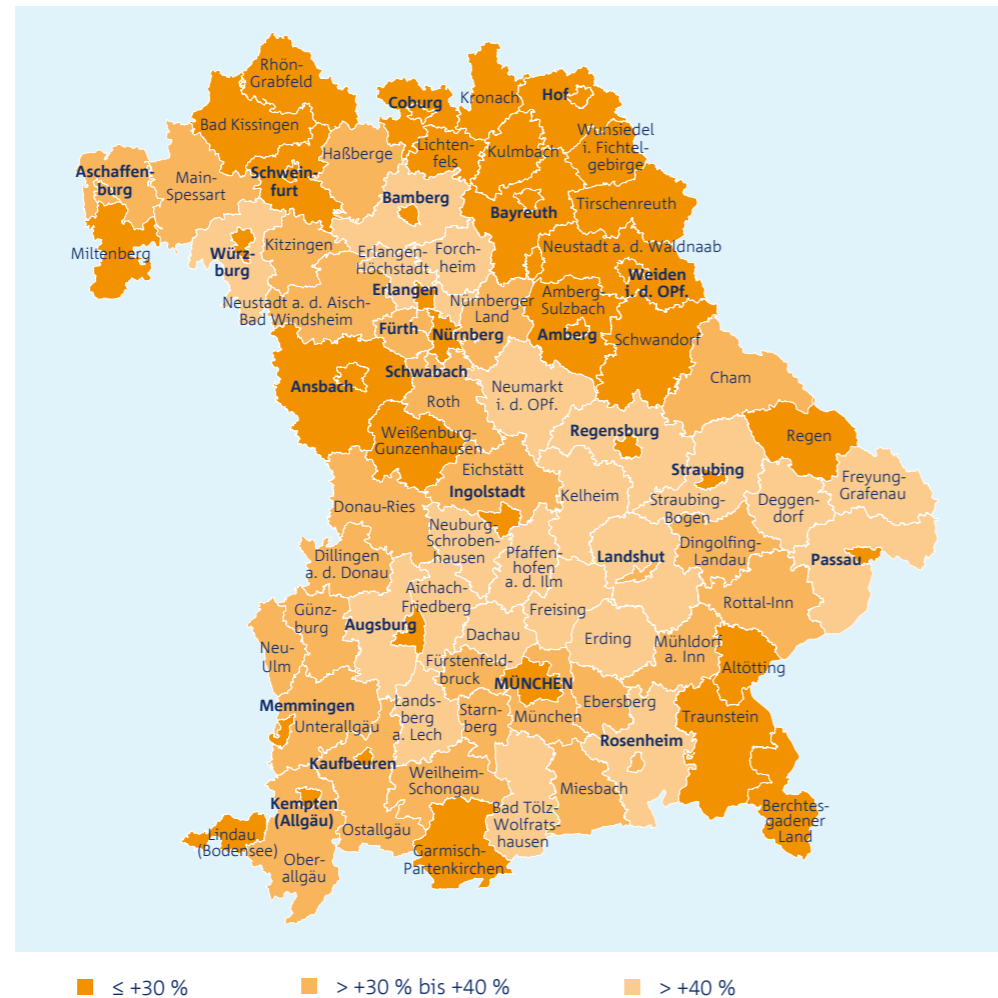 Rhön-
Grabfeld
Coburg
Kronach
Hof
Bad Kissingen
Wunsiedel
i. Fichtel-
gebirge
Lichten-
fels
Kulmbach
Haßberge
Aschaffen-
burg
Main-
Spessart
Schwein-
furt
Bamberg
Bayreuth
Tirschenreuth
Miltenberg
Würz-
burg
Kitzingen
Erlangen-
Höchstadt
Forch-
heim
Neustadt a. d. Waldnaab
Weiden
i. d. OPf.
Erlangen
Neustadt a. d. Aisch-
Bad Windsheim
Nürnberger
Land
Amberg-
Sulzbach
Fürth
Nürnberg
Amberg
Schwandorf
Ansbach
Schwabach
Neumarkt
i. d. OPf.
Cham
Roth
Weißenburg-
Gunzenhausen
Regensburg
Regen
Eichstätt
Ingolstadt
Straubing
Freyung-
Grafenau
Donau-Ries
Kelheim
Straubing-
Bogen
Deggen-
dorf
Neuburg-
Schroben-
hausen
Pfaffen-
hofen
a. d. Ilm
Landshut
Dingolfing-
Landau
Passau
Dillingen
a. d. Donau
Aichach-
Friedberg
Freising
Rottal-Inn
Günz-
burg
Augsburg
Dachau
Erding
Mühldorf
a. Inn
Neu-
Ulm
Fürstenfeld-
bruck
MÜNCHEN
Altötting
Memmingen
Unterallgäu
Lands-
berg
a. Lech
Starn-
berg
München
Ebersberg
Traunstein
Rosenheim
Kaufbeuren
Weilheim-
Schongau
Miesbach
Kempten
(Allgäu)
Ostallgäu
Bad Tölz-
Wolfrats-
hausen
Berchtes-
gadener
Land
Lindau
(Bodensee)
Ober-
allgäu
Garmisch-
Partenkirchen
≤ +30 %
> +30 % bis +40 %
> +40 %